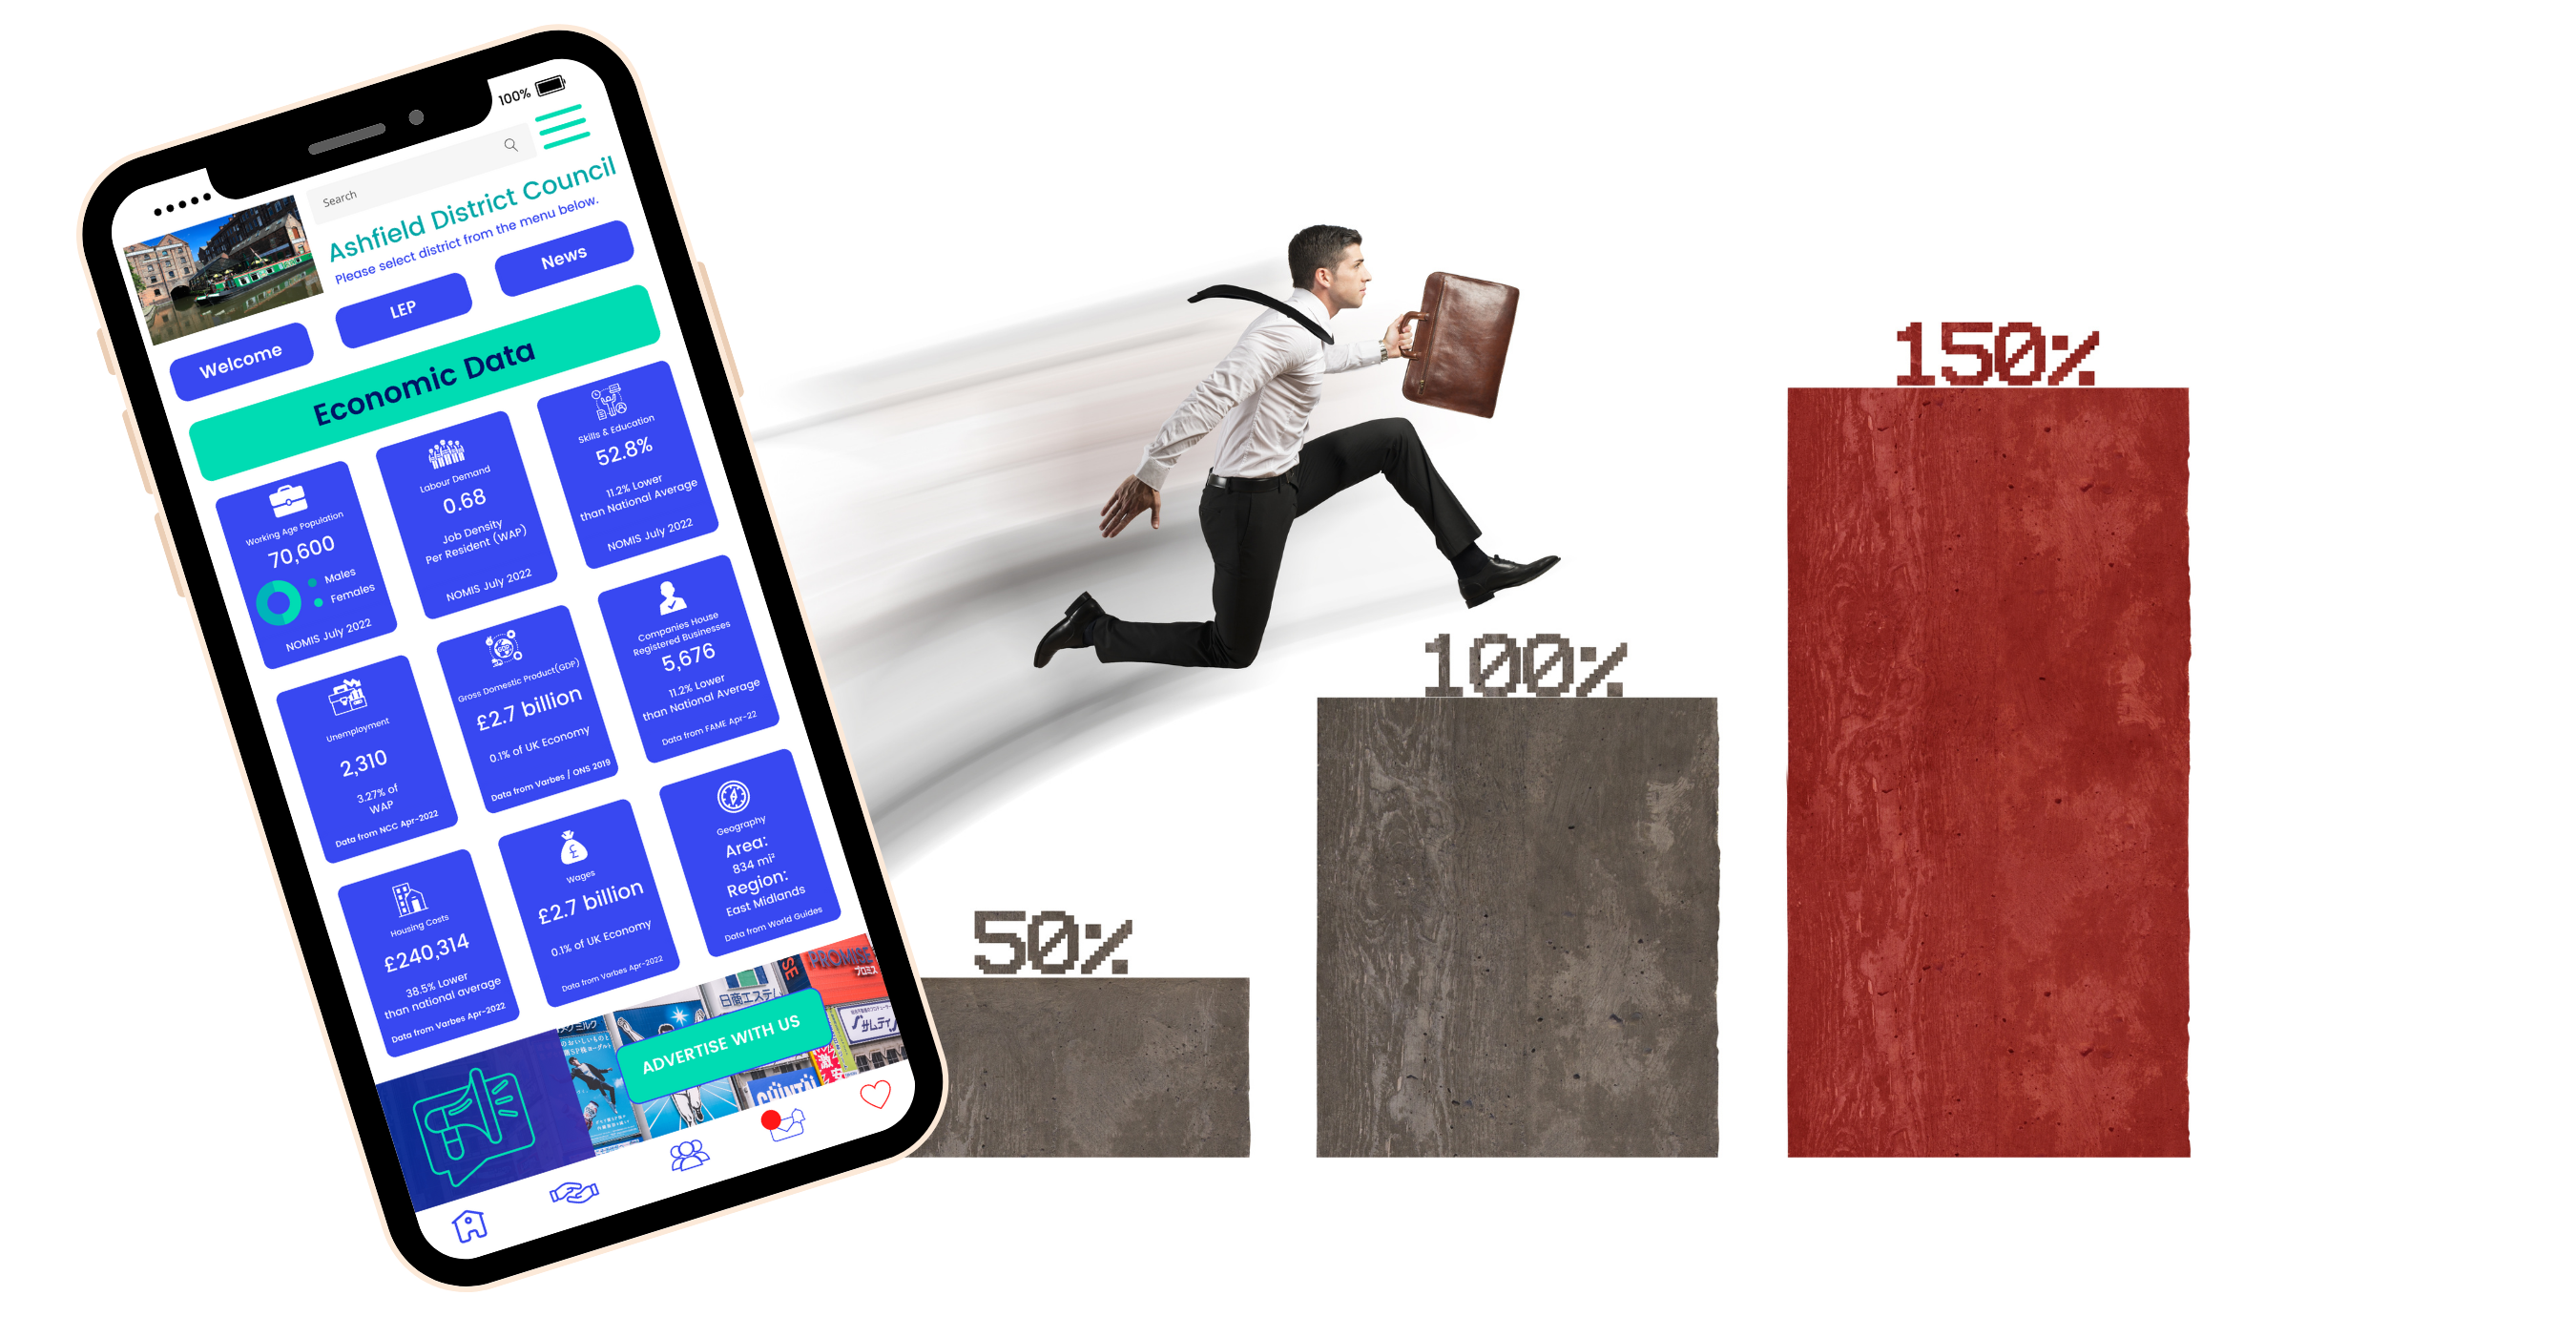 100%
Search
Ashfield District Council
Please select district from the menu below.
Welcome
LEP
News
Economic Data
Working Age Population
70,600
Males
Females
NOMIS July 2022
Labour Demand
0.68
Job Density
Per Resident (WAP)
NOMIS July 2022
Skills & Education
52.8%
11.2% Lower
than National Average
NOMIS July 2022
Unemployment
2,310
3.27% of
WAP
Data from NCC Apr-2022
Gross Domestic Product(GDP)
£2.7 billion
0.1% of UK Economy
Data from Varbes / ONS 2019
Companies House
Registered Businesses
5,676
11.2% Lower
than National Average
Data from FAME Apr-22
Housing Costs
£240,314
38.5% Lower
than national average
Data from Varbes Apr-2022
Wages
£2.7 billion
0.1% of UK Economy
Data from Varbes Apr-2022
Geography
Area:
834 mi²
Region:
East Midlands
Data from World Guides
PROMISE
プロミス
ADVERTISE WITH US
50%
100%
150%